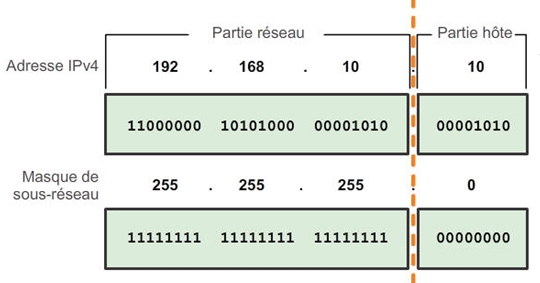 Partie réseau Partie hôte
Adresse IPv4 192 . 168 . 10 . 10
11000000 10101000 00001010 00001010
Masque de
sous-réseau 255 . 255 . 255 . 0
11111111 11111111 11111111 00000000